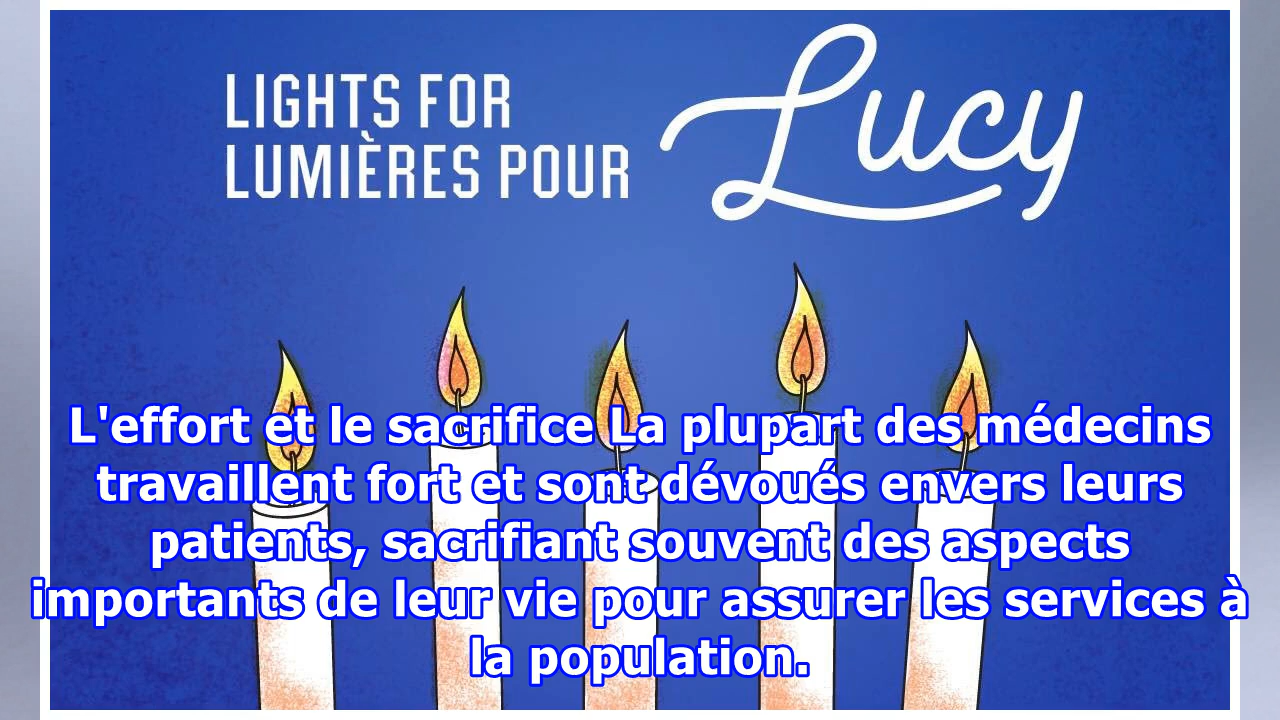 LIGHTS FOR
LUMIÈRES POUR
Lucy
L'effort et le sacrifice La plupart des médecins
travaillent fort et sont dévoués envers leurs
patients, sacrifiant souvent des aspects
importants de leur vie pour assurer les services à
la population.